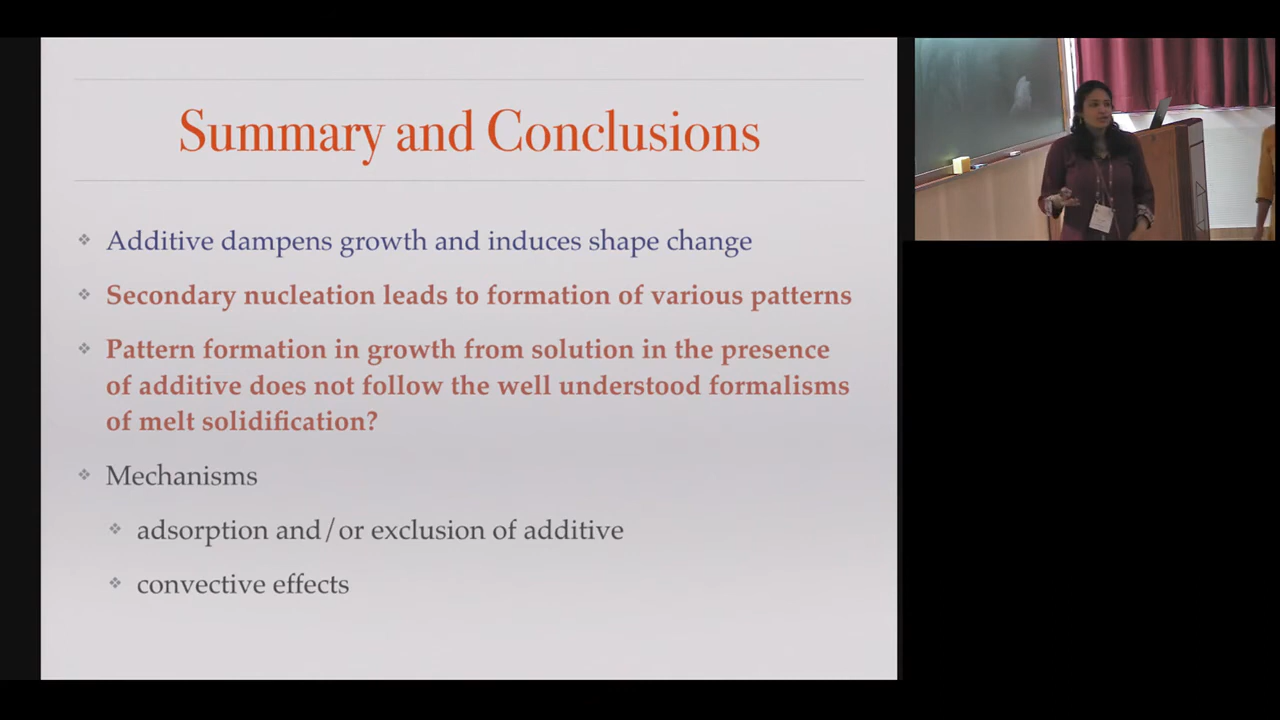 Summary and Conclusions
Additive dampens growth and induces shape change
Secondary nucleation leads to formation of various patterns
Pattern formation in growth from solution in the presence
of additive does not follow the well understood formalisms
of melt solidification?
Mechanisms
adsorption and/or exclusion of additive
convective effects